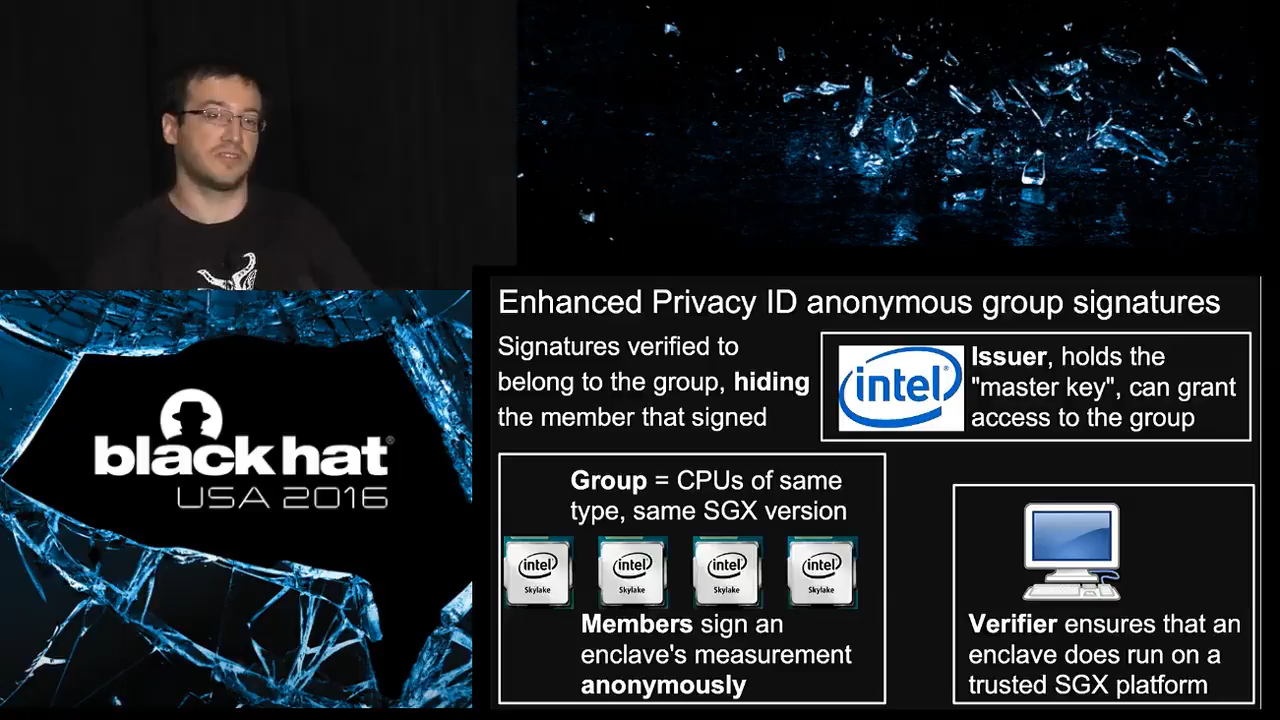 Enhanced Privacy ID anonymous group signatures
Signatures verified to
belong to the group, hiding
the member that signed
intel
Issuer, holds the
"master key", can grant
access to the group
black hat
USA 2016
Group = CPUs of same
type, same SGX version
intel
Skylake
intel
Skylake
intel
Skylake
intel
Skylake
Members sign an
enclave's measurement
anonymously
Verifier ensures that an
enclave does run on a
trusted SGX platform